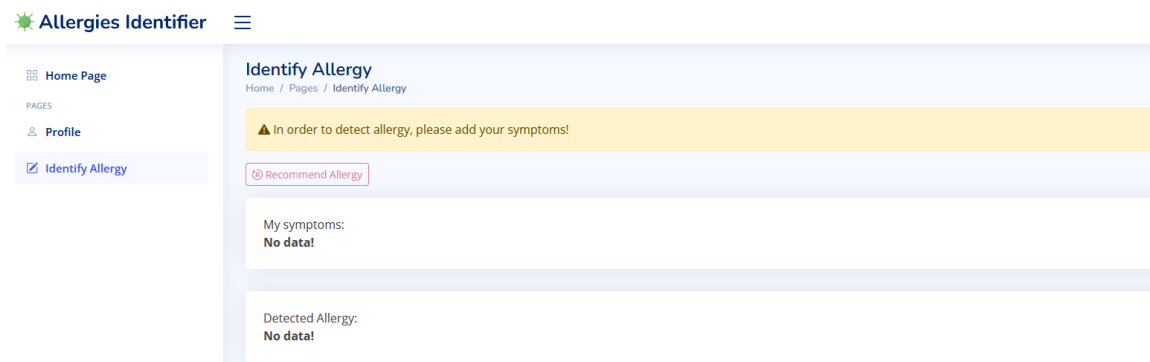 Allergies Identifier
Home Page
PAGES
Profile
Identify Allergy
Identify Allergy
Home / Pages / Identify Allergy
In order to detect allergy, please add your symptoms!
Recommend Allergy
My symptoms:
No data!
Detected Allergy:
No data!